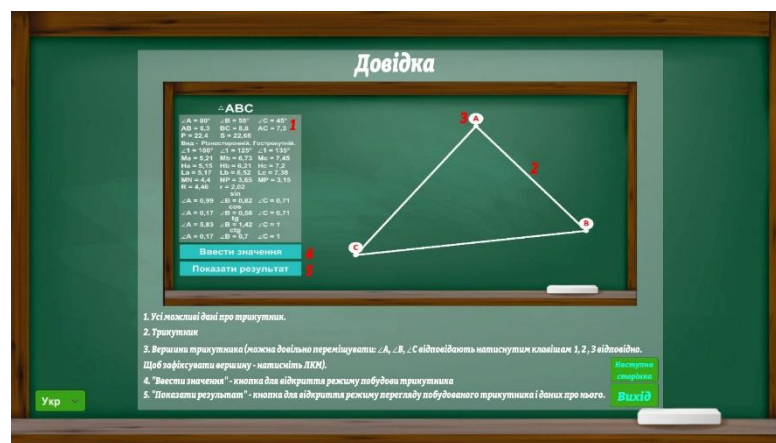 Довідка
△ABC
∠A = 80° ∠B = 55° ∠C = 45°
AB = 6,3 BC = 8,8 AC = 7,3
1
P = 22,4 S = 22,66
Вид - Різносторонній. Гострокутній.
∠1 = 100° ∠1 = 125° ∠1 = 135°
Ma = 5,21 Mb = 6,73 Mc = 7,45
Ha = 5,15 Hb = 6,21 Hc = 7,2
La = 5,17 Lb = 6,52 Lc = 7,38
MN = 4,4 NP = 3,65 MP = 3,15
R = 4,46 r = 2,02
sin
∠A = 0,99 ∠B = 0,82 ∠C = 0,71
cos
∠A = 0,17 ∠B = 0,58 ∠C = 0,71
tg
∠A = 5,83 ∠B = 1,42 ∠C = 1
ctg
∠A = 0,17 ∠B = 0,7 ∠C = 1
Ввести значення 4
Показати результат 5
3 A
2
B
C
1. Усі можливі дані про трикутник.
2. Трикутник
3. Вершини трикутника (можна довільно переміщувати: ∠A, ∠B, ∠C відповідають натиснутим клавішам 1, 2, 3 відповідно.
Щоб зафіксувати вершину - натисніть ЛКМ).
4. "Ввести значення" - кнопка для відкриття режиму побудови трикутника
5. "Показати результат" - кнопка для відкриття режиму перегляду побудованого трикутника і даних про нього.
Наступна
сторінка
Вихід
Укр